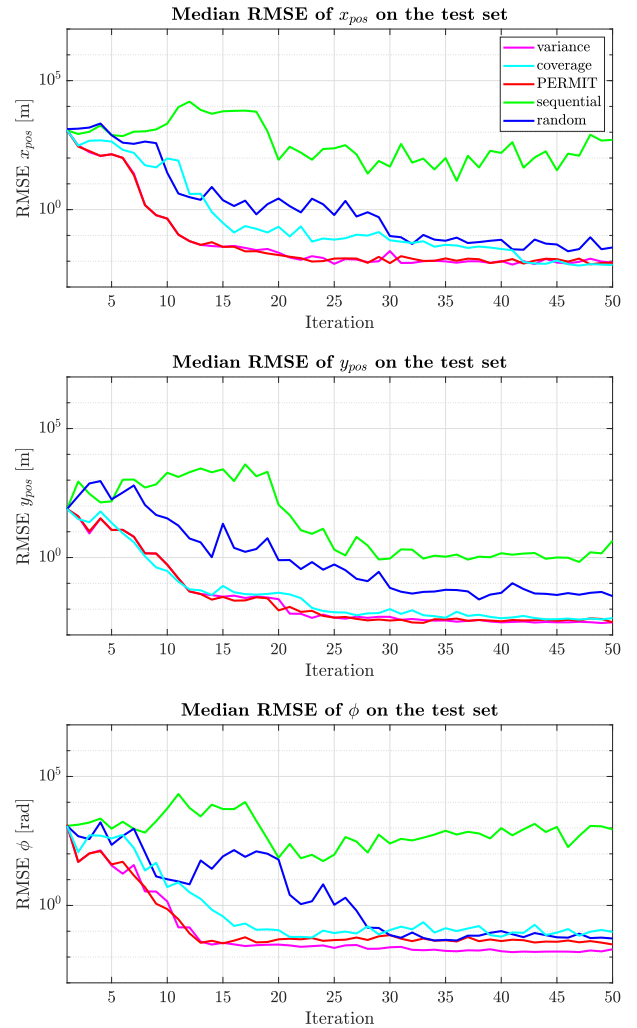 Median RMSE of x_pos on the test set
RMSE x_pos [m]
10^5
10^0
variance
coverage
PERMIT
sequential
random
5 10 15 20 25 30 35 40 45 50
Iteration
Median RMSE of y_pos on the test set
RMSE y_pos [m]
10^5
10^0
5 10 15 20 25 30 35 40 45 50
Iteration
Median RMSE of ϕ on the test set
RMSE ϕ [rad]
10^5
10^0
5 10 15 20 25 30 35 40 45 50
Iteration